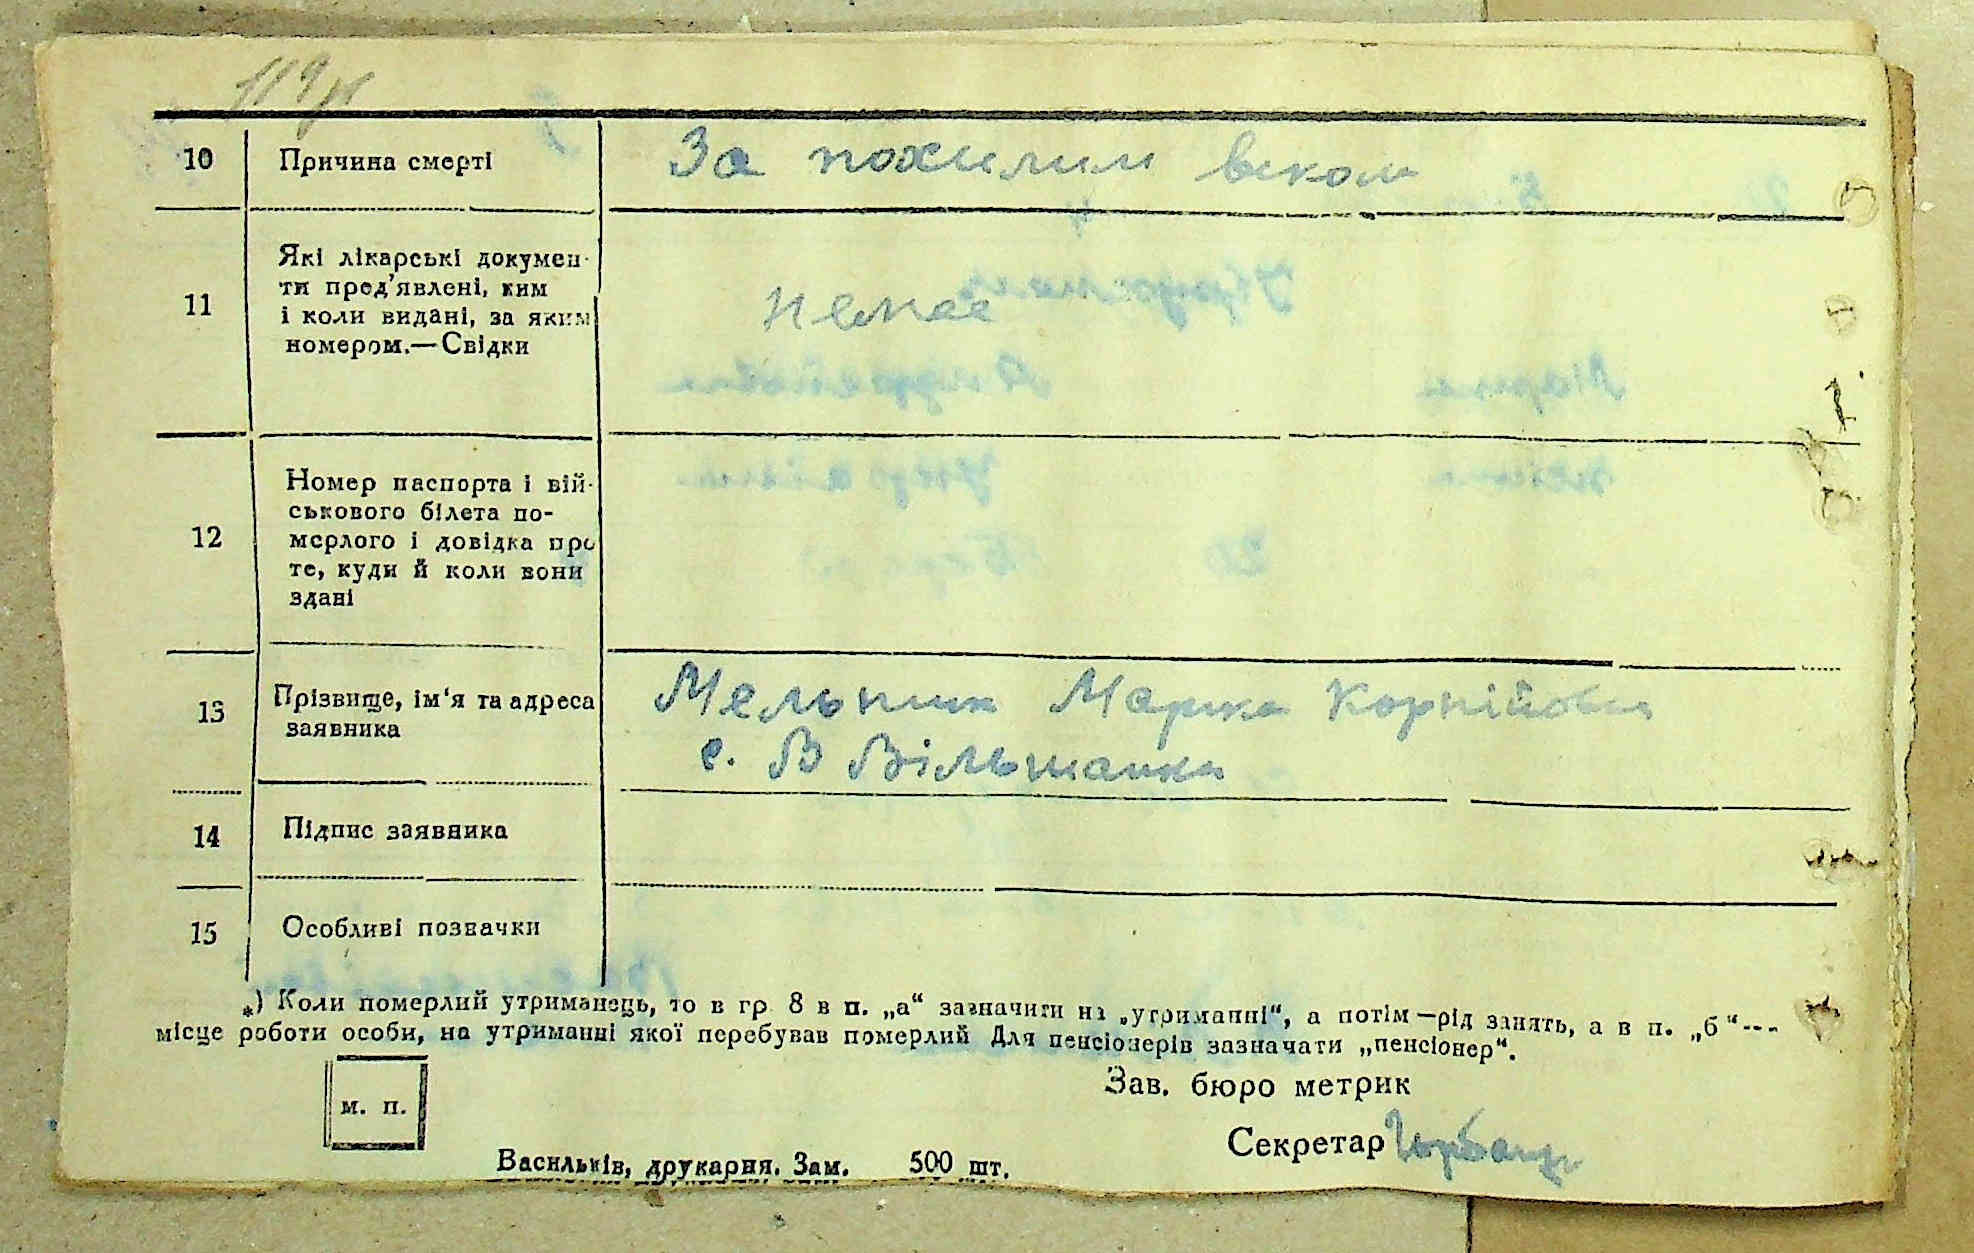 10 Причина смерті За похилим веком
11 Які лікарські докумен-
ти пред’явлені, ким
і коли видані, за яким
номером.—Свідки
немає
12 Номер паспорта і вій-
ськового білета по-
мерлого і довідка про
те, куди й коли вони
здані
13 Прізвище, ім‘я та адреса
заявника
Мельник Марка Корнійовна
с. В Вільшанка
14 Підпис заявника
15 Особливі позначки
*) Коли померлий утриманець, то в гр. 8 в п. „а“ зазначити на „утриманні“, а потім—рід занять, а в п. „б“---
місце роботи особи, на утриманні якої перебував померлий Для пенсіонерів зазначати „пенсіонер“.
м. п.
Зав. бюро метрик
Секретар
Васильків, друкарня. Зам. 500 шт.